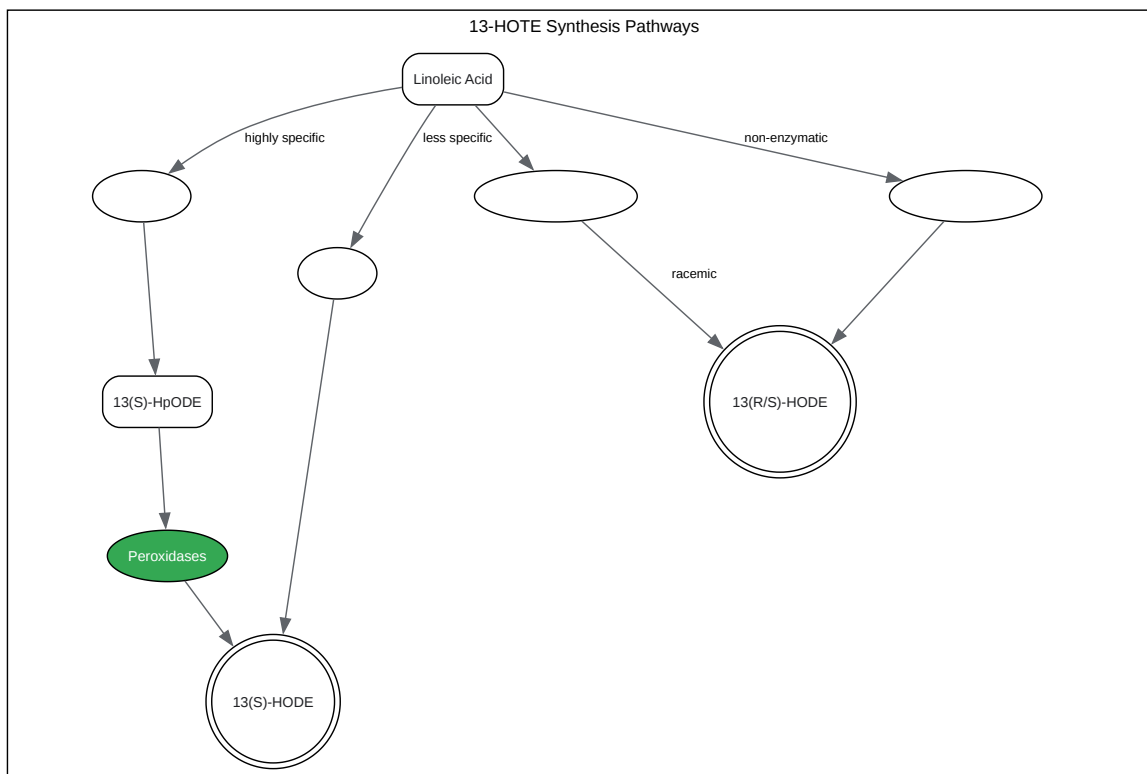 13-HOTE Synthesis Pathways
Linoleic Acid
highly specific
less specific
non-enzymatic
racemic
13(S)-HpODE
13(R/S)-HODE
Peroxidases
13(S)-HODE